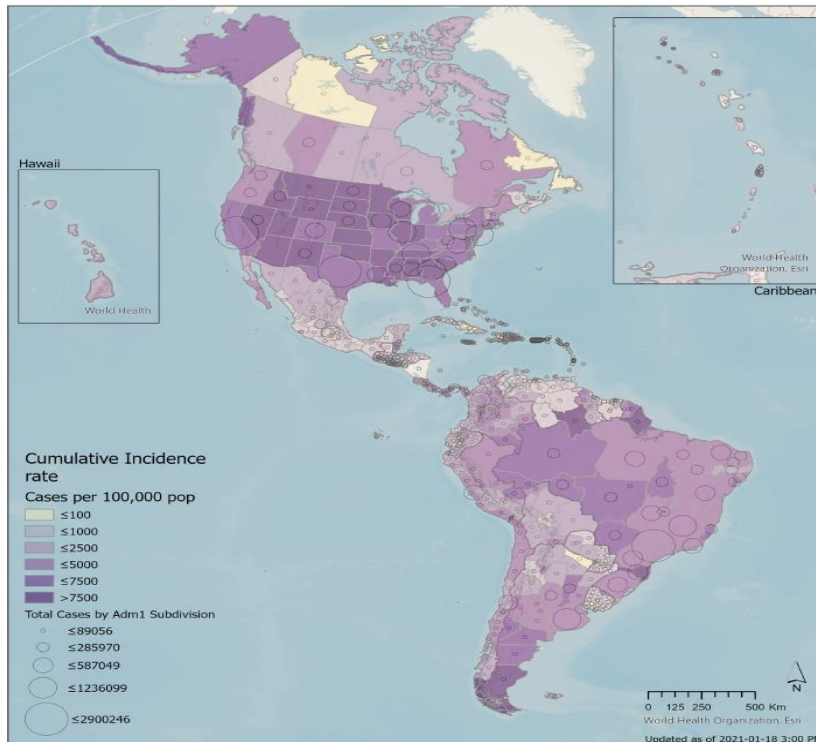 Hawaii
World Health
World Health
Organization, Esri
Caribbean
Cumulative Incidence
rate
Cases per 100,000 pop
≤100
≤1000
≤2500
≤5000
≤7500
>7500
Total Cases by Adm1 Subdivision
≤89056
≤285970
≤587049
≤1236099
≤2900246
N
0 125 250 500 Km
World Health Organization, Esri
Updated as of 2021-01-18 3:00 PM